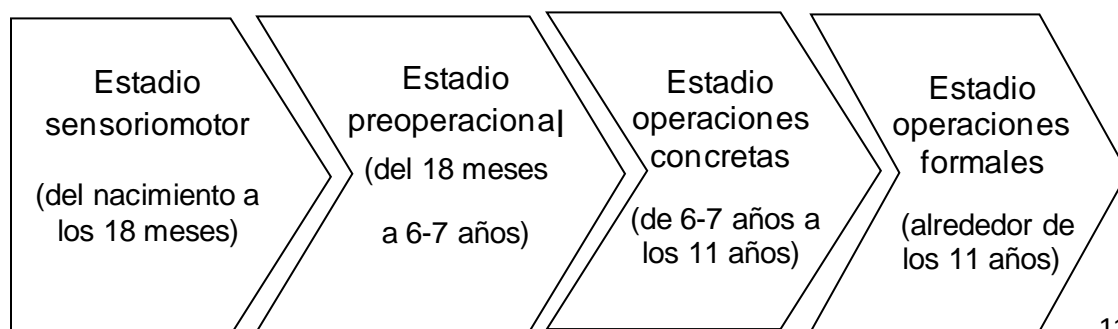 Estadio
sensoriomotor
(del nacimiento a
los 18 meses)
Estadio
preoperacional
(del 18 meses
a 6-7 años)
Estadio
operaciones
concretas
(de 6-7 años a
los 11 años)
Estadio
operaciones
formales
(alrededor de
los 11 años)